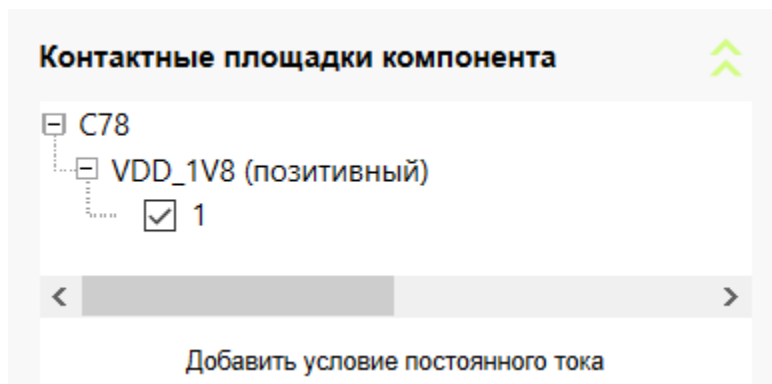 Контактные площадки компонента
C78
VDD_1V8 (позитивный)
1
Добавить условие постоянного тока